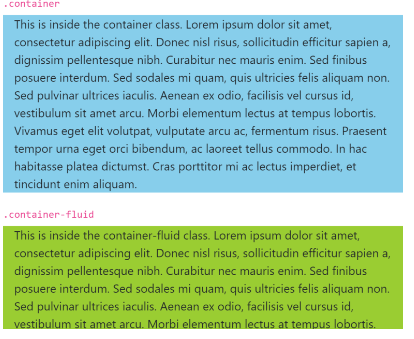 .container
This is inside the container class. Lorem ipsum dolor sit amet,
consectetur adipiscing elit. Donec nisl risus, sollicitudin efficitur sapien a,
dignissim pellentesque nibh. Curabitur nec mauris enim. Sed finibus
posuere interdum. Sed sodales mi quam, quis ultricies felis aliquam non.
Sed pulvinar ultrices iaculis. Aenean ex odio, facilisis vel cursus id,
vestibulum sit amet arcu. Morbi elementum lectus at tempus lobortis.
Vivamus eget elit volutpat, vulputate arcu ac, fermentum risus. Praesent
tempor urna eget orci bibendum, ac laoreet tellus commodo. In hac
habitasse platea dictumst. Cras porttitor mi ac lectus imperdiet, et
tincidunt enim aliquam.
.container-fluid
This is inside the container-fluid class. Lorem ipsum dolor sit amet,
consectetur adipiscing elit. Donec nisl risus, sollicitudin efficitur sapien a,
dignissim pellentesque nibh. Curabitur nec mauris enim. Sed finibus
posuere interdum. Sed sodales mi quam, quis ultricies felis aliquam non.
Sed pulvinar ultrices iaculis. Aenean ex odio, facilisis vel cursus id,
vestibulum sit amet arcu. Morbi elementum lectus at tempus lobortis.